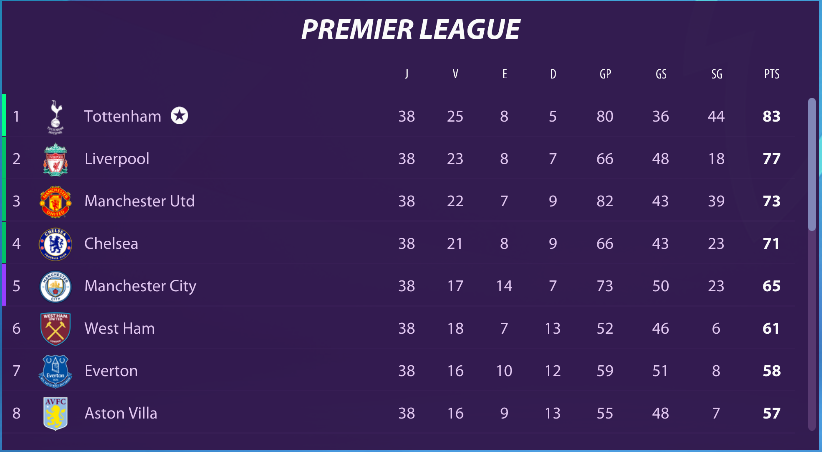 PREMIER LEAGUE
J V E D GP GS SG PTS
1 Tottenham 38 25 8 5 80 36 44 83
2 Liverpool 38 23 8 7 66 48 18 77
3 Manchester Utd 38 22 7 9 82 43 39 73
4 Chelsea 38 21 8 9 66 43 23 71
5 Manchester City 38 17 14 7 73 50 23 65
6 West Ham 38 18 7 13 52 46 6 61
7 Everton 38 16 10 12 59 51 8 58
8 Aston Villa 38 16 9 13 55 48 7 57